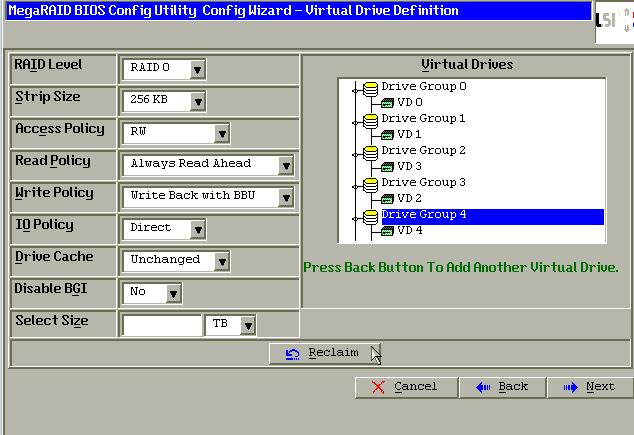 MegaRAID BIOS Config Utility Config Wizard – Virtual Drive Definition
LSI
RAID Level
RAID 0
Strip Size
256 KB
Access Policy
RW
Read Policy
Always Read Ahead
Write Policy
Write Back with BBU
IO Policy
Direct
Drive Cache
Unchanged
Disable BGI
No
Select Size
TB
Virtual Drives
Drive Group 0
VD 0
Drive Group 1
VD 1
Drive Group 2
VD 3
Drive Group 3
VD 2
Drive Group 4
VD 4
Press Back Button To Add Another Virtual Drive.
Reclaim
Cancel
Back
Next